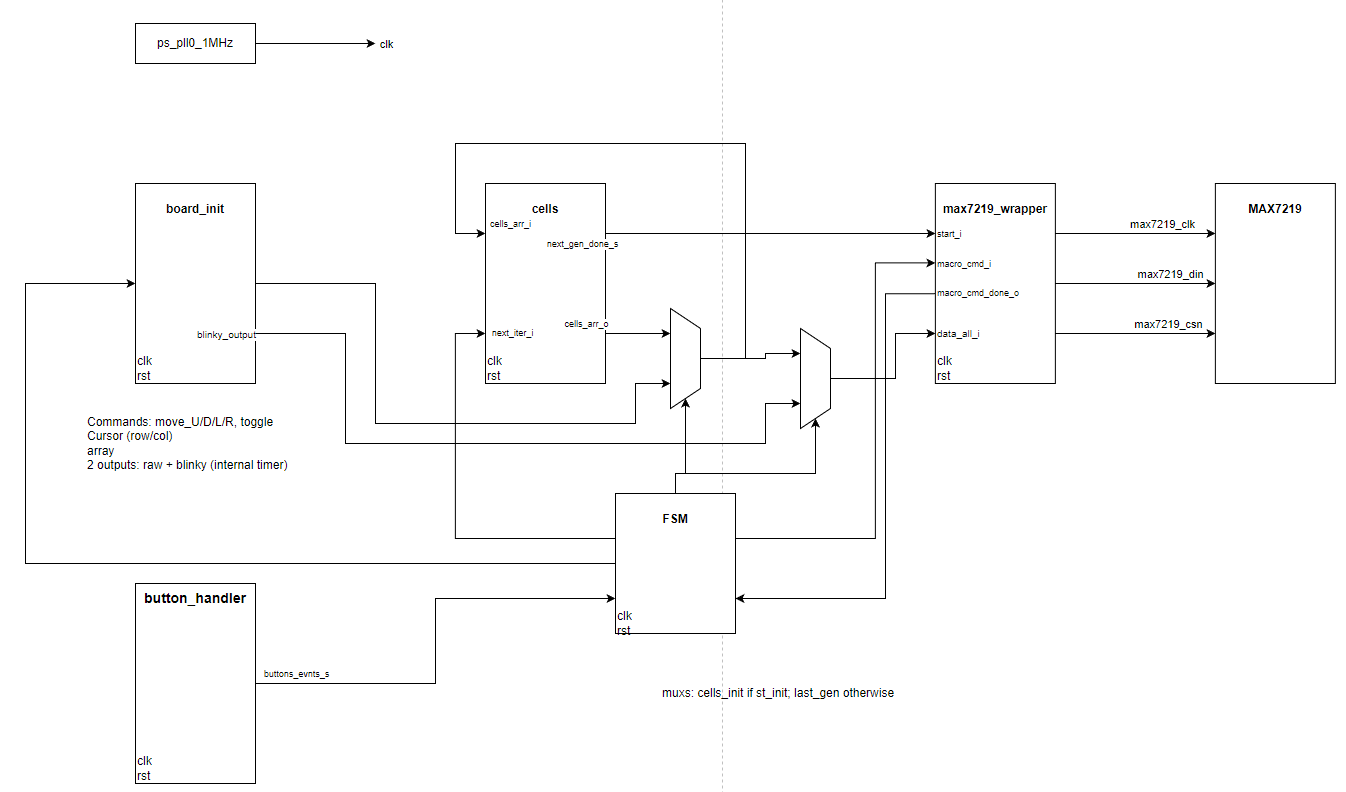 ps_pll0_1MHz
clk
board_init
blinky_output
clk
rst
Commands: move_U/D/L/R, toggle
Cursor (row/col)
array
2 outputs: raw + blinky (internal timer)
cells
cells_arr_i
next_gen_done_s
cells_arr_o
next_iter_i
clk
rst
max7219_wrapper
start_i
macro_cmd_i
macro_cmd_done_o
data_all_i
clk
rst
max7219_clk
max7219_din
max7219_csn
MAX7219
FSM
clk
rst
button_handler
buttons_evnts_s
clk
rst
muxs: cells_init if st_init; last_gen otherwise